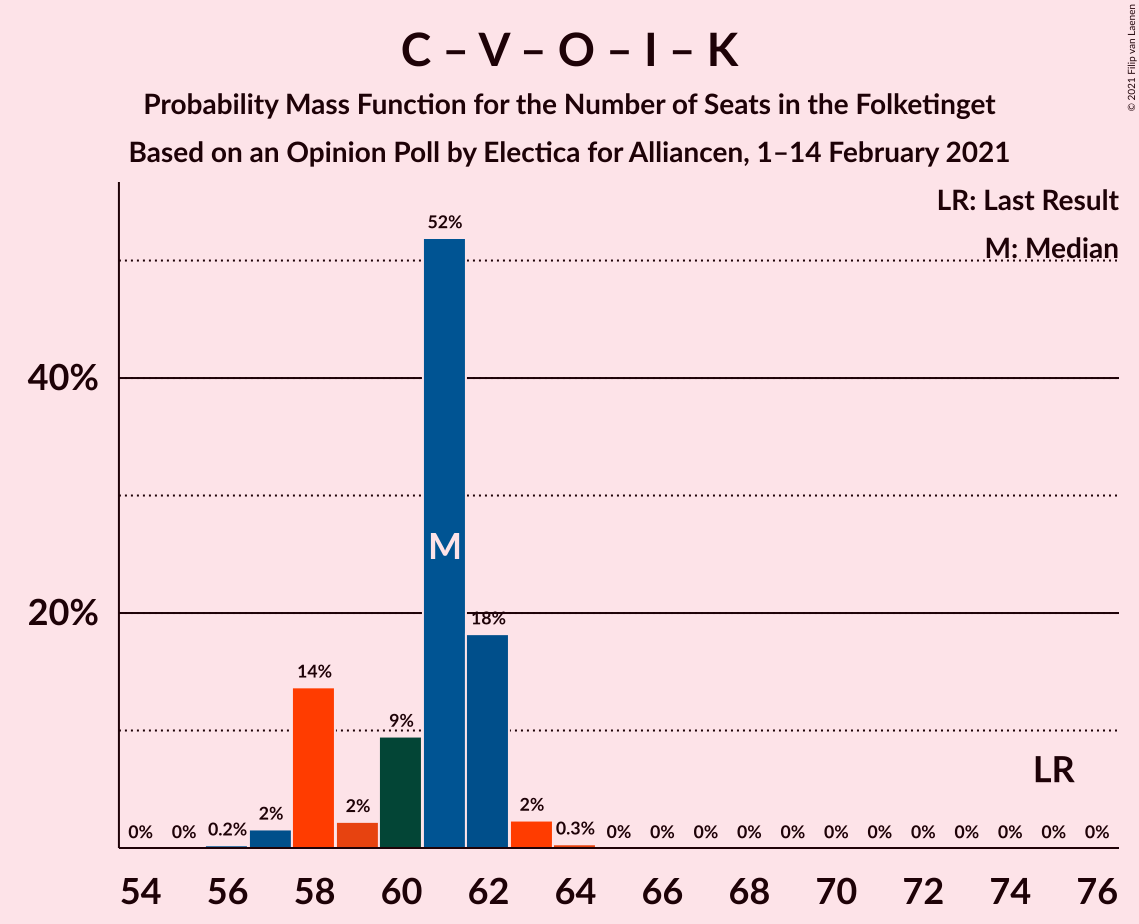 C – V – O – I – K
Probability Mass Function for the Number of Seats in the Folketinget
Based on an Opinion Poll by Electica for Alliancen, 1–14 February 2021
© 2021 Filip van Laenen
LR: Last Result
M: Median
40%
20%
0% 0% 0.2% 2% 14% 2% 9% 52% 18% 2% 0.3% 0% 0% 0% 0% 0% 0% 0% 0% 0% 0% 0% 0%
M
LR
54 56 58 60 62 64 66 68 70 72 74 76